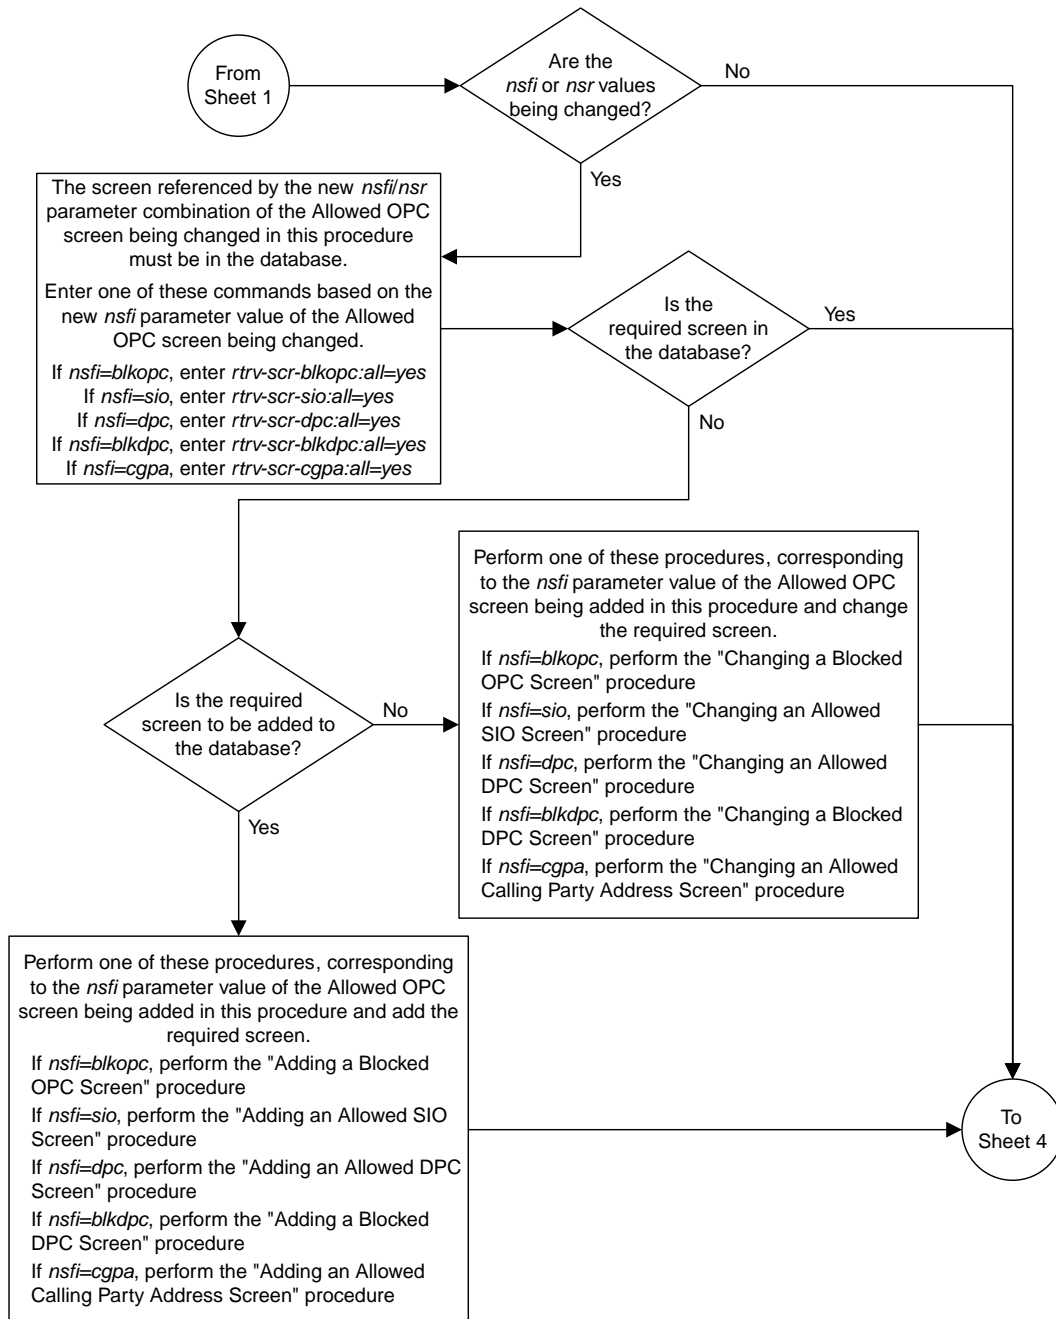 From
Sheet 1
Are the
nsfi or nsr values
being changed?
No
Yes
The screen referenced by the new nsfi/nsr
parameter combination of the Allowed OPC
screen being changed in this procedure
must be in the database.
Enter one of these commands based on the
new nsfi parameter value of the Allowed
OPC screen being changed.
If nsfi=blkopc, enter rtrv-scr-blkopc:all=yes
If nsfi=sio, enter rtrv-scr-sio:all=yes
If nsfi=dpc, enter rtrv-scr-dpc:all=yes
If nsfi=blkdpc, enter rtrv-scr-blkdpc:all=yes
If nsfi=cgpa, enter rtrv-scr-cgpa:all=yes
Is the
required screen in
the database?
Yes
No
Is the required
screen to be added to
the database?
No
Yes
Perform one of these procedures, corresponding
to the nsfi parameter value of the Allowed OPC
screen being added in this procedure and change
the required screen.
If nsfi=blkopc, perform the "Changing a Blocked
OPC Screen" procedure
If nsfi=sio, perform the "Changing an Allowed
SIO Screen" procedure
If nsfi=dpc, perform the "Changing an Allowed
DPC Screen" procedure
If nsfi=blkdpc, perform the "Changing a Blocked
DPC Screen" procedure
If nsfi=cgpa, perform the "Changing an Allowed
Calling Party Address Screen" procedure
Perform one of these procedures, corresponding
to the nsfi parameter value of the Allowed OPC
screen being added in this procedure and add the
required screen.
If nsfi=blkopc, perform the "Adding a Blocked
OPC Screen" procedure
If nsfi=sio, perform the "Adding an Allowed SIO
Screen" procedure
If nsfi=dpc, perform the "Adding an Allowed DPC
Screen" procedure
If nsfi=blkdpc, perform the "Adding a Blocked
DPC Screen" procedure
If nsfi=cgpa, perform the "Adding an Allowed
Calling Party Address Screen" procedure
To
Sheet 4